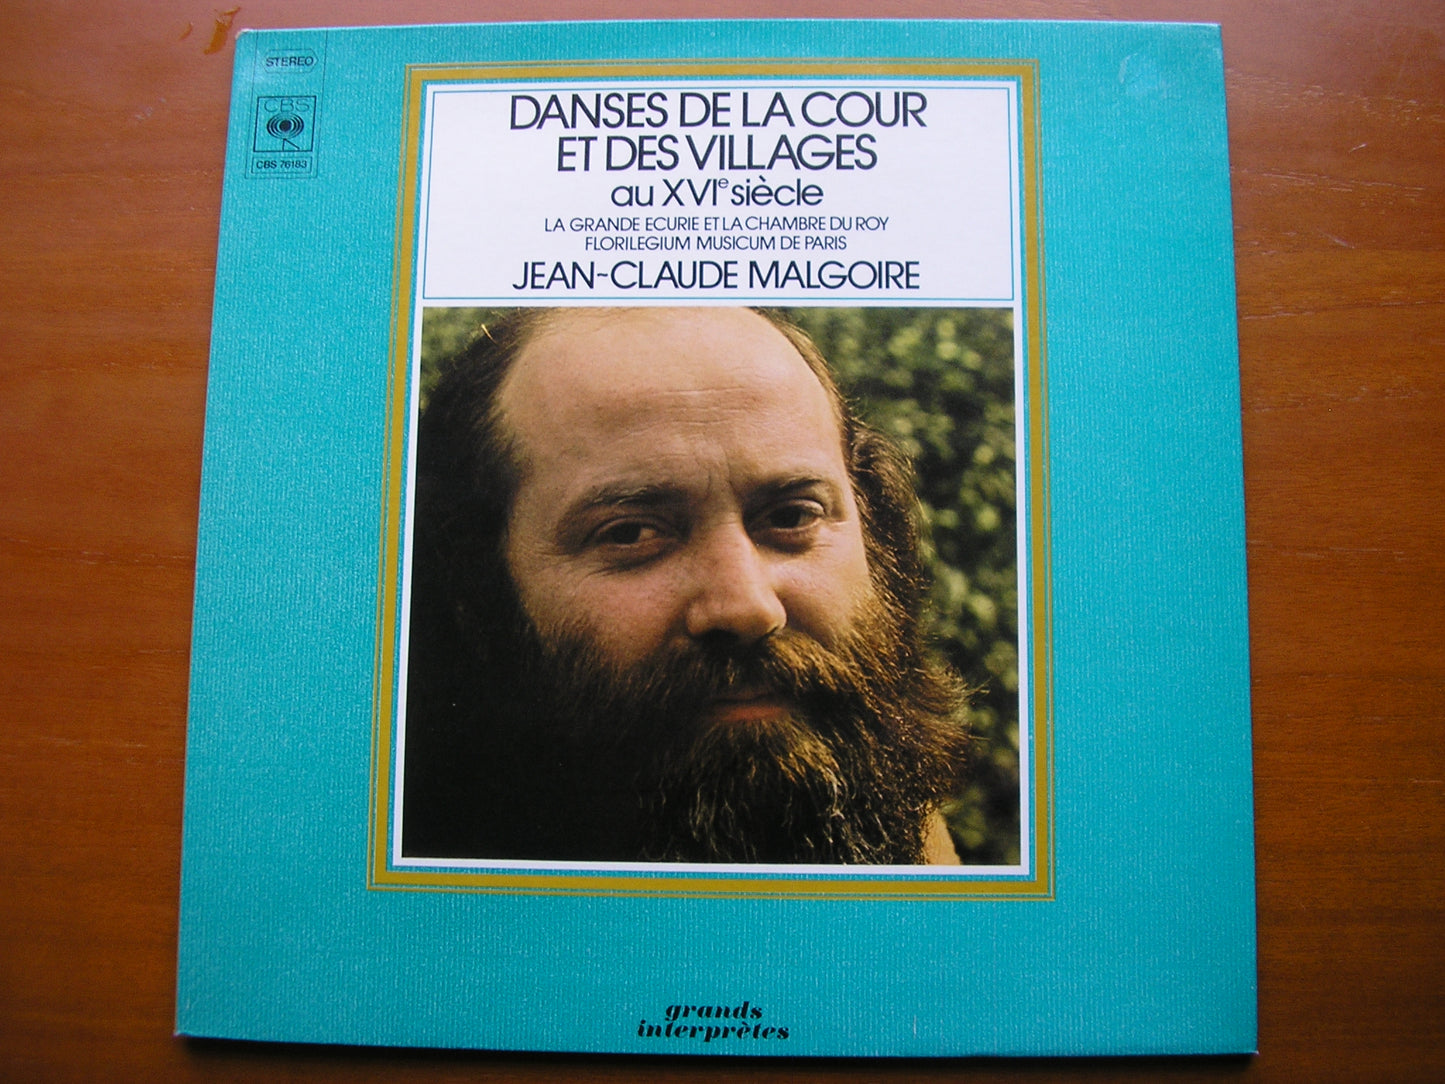 STEREO
CBS
CBS 76183
DANSES DE LA COUR
ET DES VILLAGES
au XVIe siècle
LA GRANDE ECURIE ET LA CHAMBRE DU ROY
FLORILEGIUM MUSICUM DE PARIS
JEAN-CLAUDE MALGOIRE
grands
interprètes